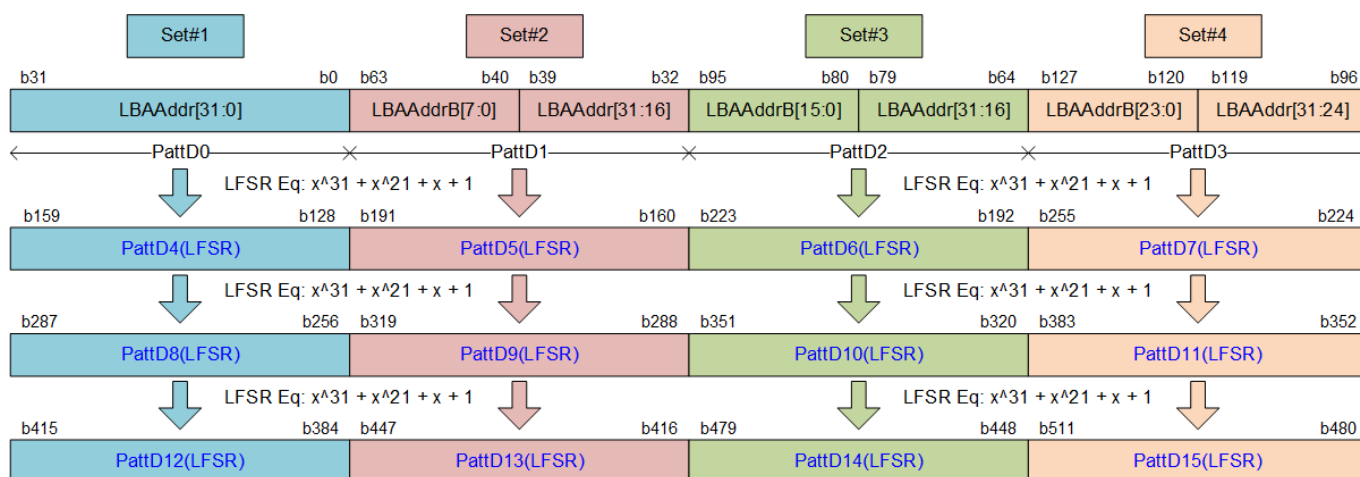 Set#1 Set#2 Set#3 Set#4
b31 b0 b63 b40 b39 b32 b95 b80 b79 b64 b127 b120 b119 b96
LBAAddr[31:0] LBAAddrB[7:0] LBAAddr[31:16] LBAAddrB[15:0] LBAAddr[31:16] LBAAddrB[23:0] LBAAddr[31:24]
PattD0 PattD1 PattD2 PattD3
LFSR Eq: x^31 + x^21 + x + 1 LFSR Eq: x^31 + x^21 + x + 1
b159 b128 b191 b160 b223 b192 b255 b224
PattD4(LFSR) PattD5(LFSR) PattD6(LFSR) PattD7(LFSR)
LFSR Eq: x^31 + x^21 + x + 1 LFSR Eq: x^31 + x^21 + x + 1
b287 b256 b319 b288 b351 b320 b383 b352
PattD8(LFSR) PattD9(LFSR) PattD10(LFSR) PattD11(LFSR)
LFSR Eq: x^31 + x^21 + x + 1 LFSR Eq: x^31 + x^21 + x + 1
b415 b384 b447 b416 b479 b448 b511 b480
PattD12(LFSR) PattD13(LFSR) PattD14(LFSR) PattD15(LFSR)